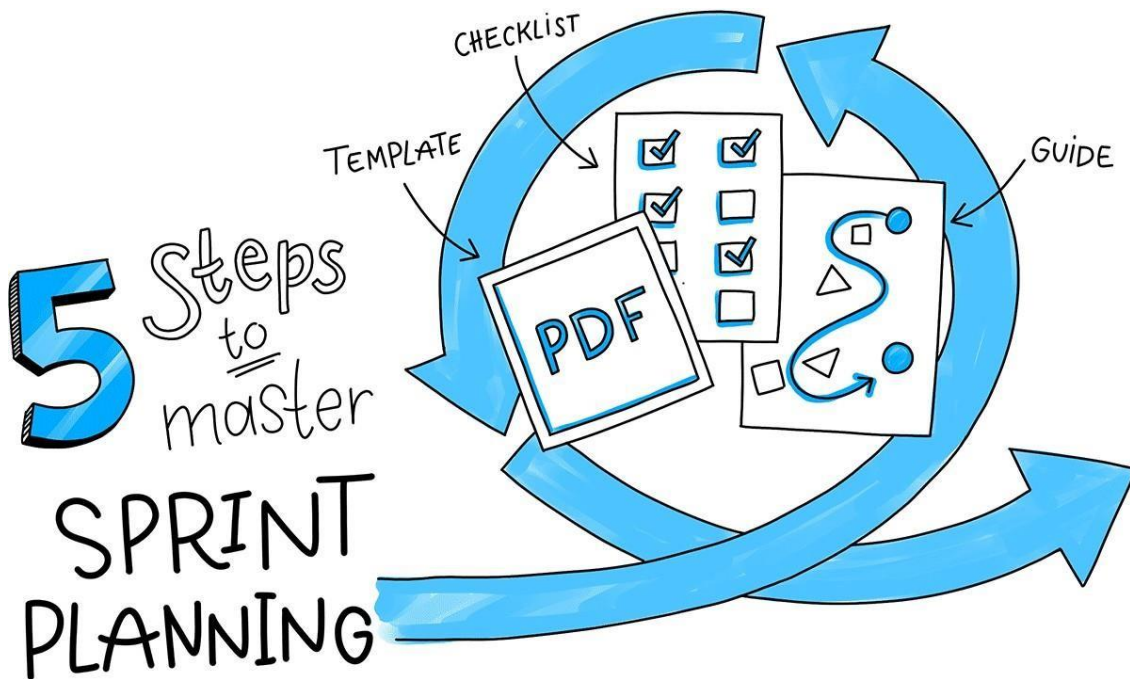 5 Steps
to
master
SPRINT
PLANNING
TEMPLATE
CHECKLIST
GUIDE
PDF